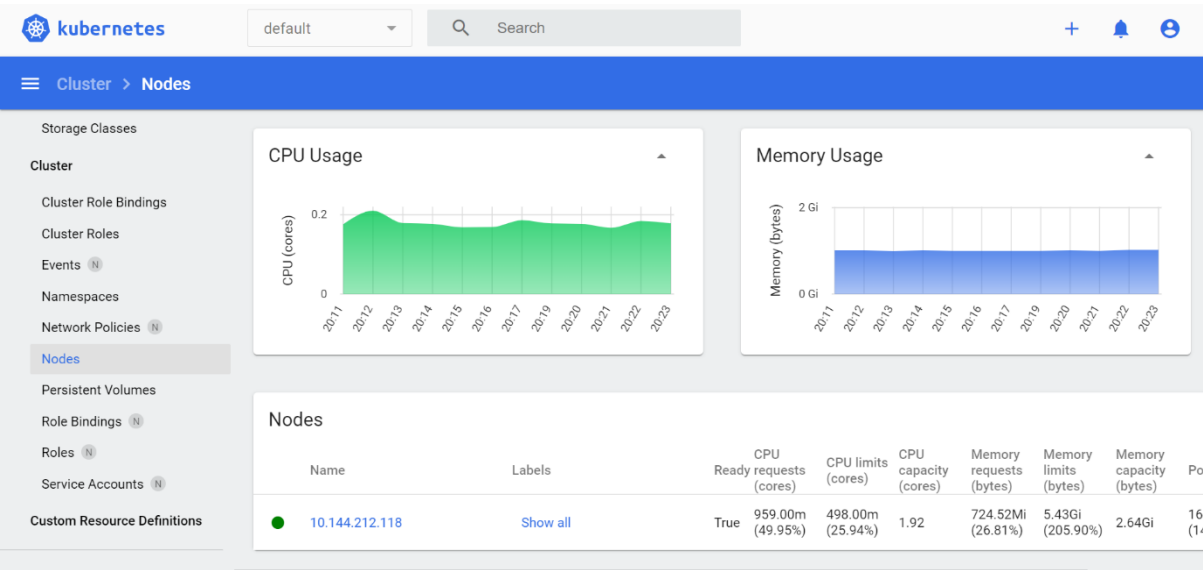 kubernetes
default
Search
Cluster > Nodes
Storage Classes
Cluster
Cluster Role Bindings
Cluster Roles
Events N
Namespaces
Network Policies N
Nodes
Persistent Volumes
Role Bindings N
Roles N
Service Accounts N
Custom Resource Definitions
CPU Usage
CPU (cores)
0.2
0
20:11 20:12 20:13 20:14 20:15 20:16 20:17 20:19 20:20 20:21 20:22 20:23
Memory Usage
Memory (bytes)
2 Gi
0 Gi
20:11 20:12 20:13 20:14 20:15 20:16 20:17 20:19 20:20 20:21 20:22 20:23
Nodes
Name
Labels
Ready
CPU
requests
(cores)
CPU limits
(cores)
CPU
capacity
(cores)
Memory
requests
(bytes)
Memory
limits
(bytes)
Memory
capacity
(bytes)
Po
10.144.212.118
Show all
True
959.00m
(49.95%)
498.00m
(25.94%)
1.92
724.52Mi
(26.81%)
5.43Gi
(205.90%)
2.64Gi
16
(14